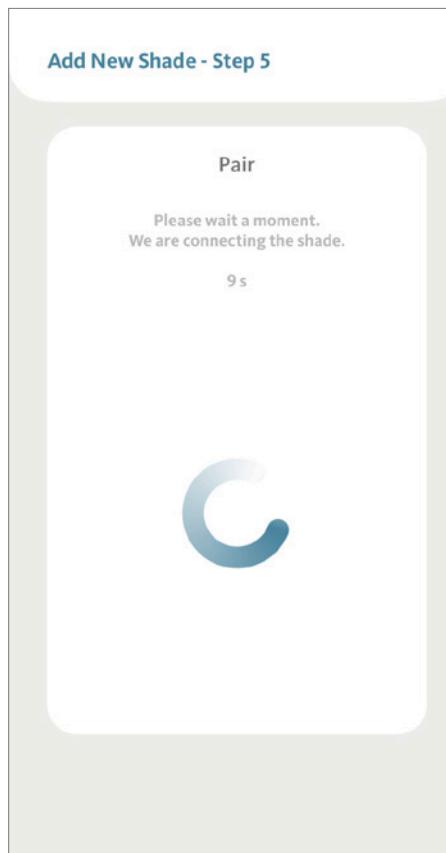 Add New Shade - Step 5
Pair
Please wait a moment.
We are connecting the shade.
9 s